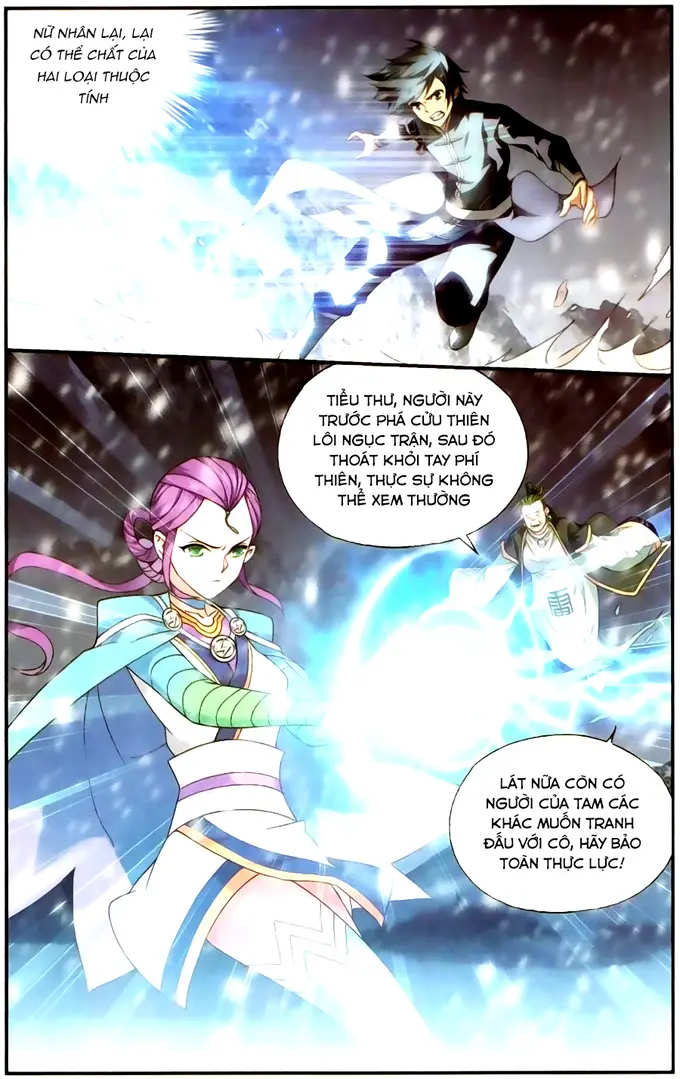 NỮ NHÂN LẠI, LẠI
CÓ THỂ CHẤT CỦA
HAI LOẠI THUỘC
TÍNH
TIỂU THƯ, NGƯỜI NÀY
TRƯỚC PHÁ CỬU THIÊN
LÔI NGỤC TRẬN, SAU ĐÓ
THOÁT KHỎI TAY PHÍ
THIÊN, THỰC SỰ KHÔNG
THỂ XEM THƯỜNG
LÁT NỮA CÒN CÓ
NGƯỜI CỦA TAM CÁC
KHÁC MUỐN TRANH
ĐẤU VỚI CÔ, HÃY BẢO
TOÀN THỰC LỰC!